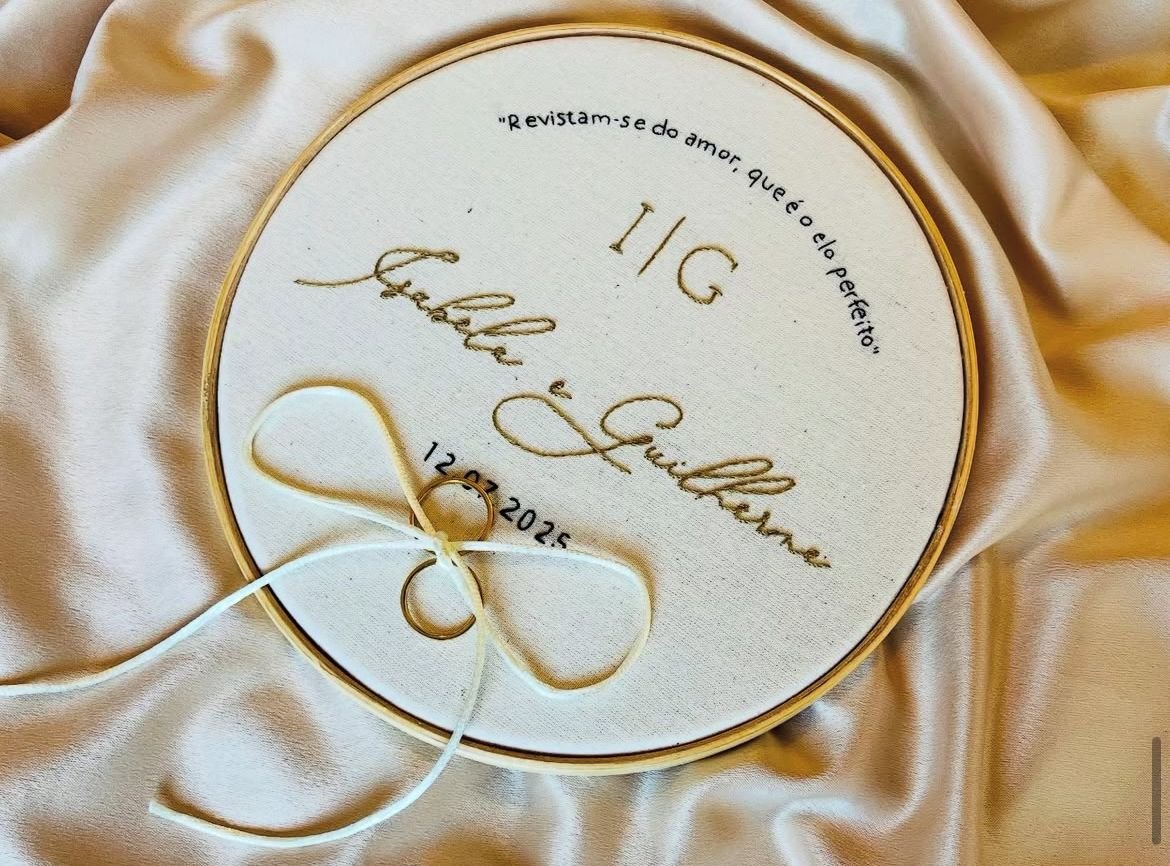 "Revistam-se do amor, que é o elo perfeito"
I|G
Isabela e Guilherme
12.07.2025